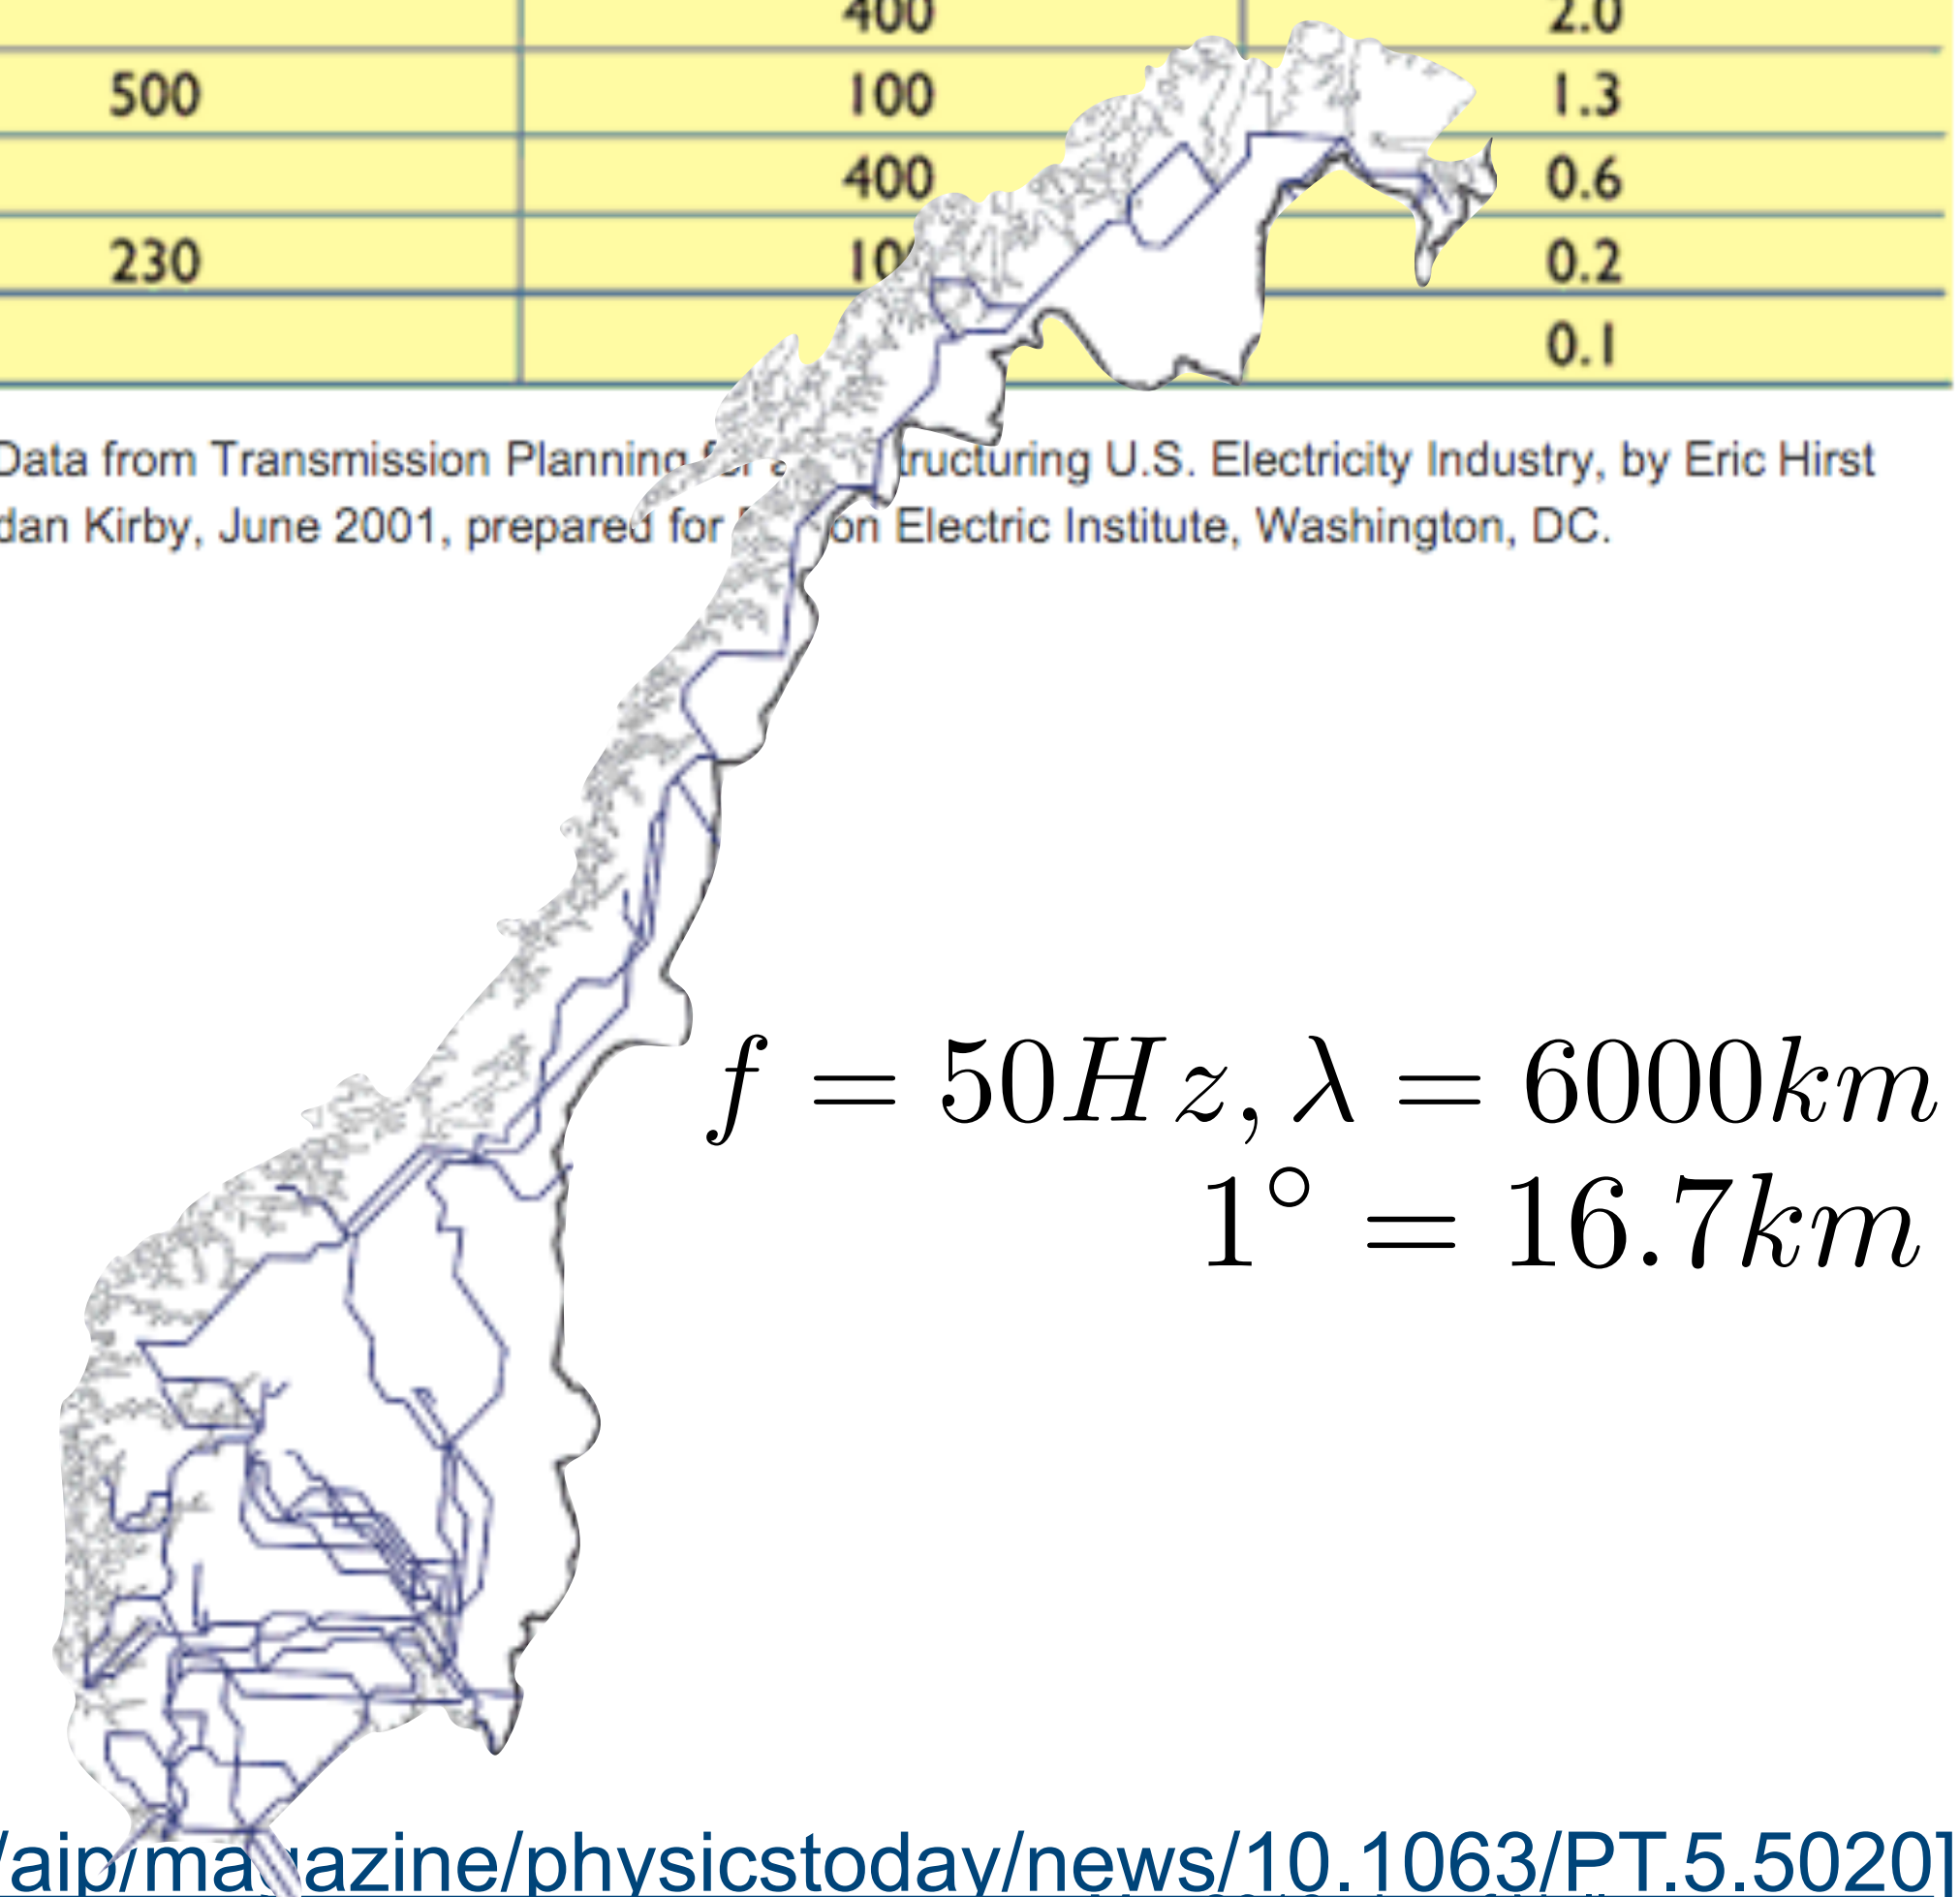 400 2.0
500 100 1.3
400 0.6
230 0.2
0.1
Data from Transmission Planning tructuring U.S. Electricity Industry, by Eric Hirst
dan Kirby, June 2001, prepared for on Electric Institute, Washington, DC.
f = 50Hz, λ = 6000km
1° = 16.7km
/aip/magazine/physicstoday/news/10.1063/PT.5.5020]